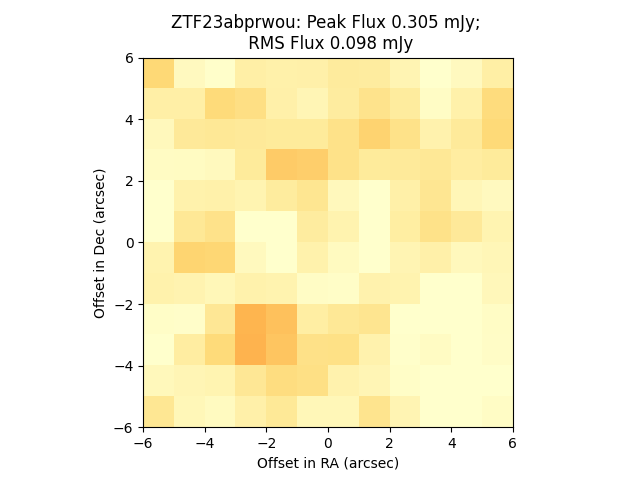 ZTF23abprwou: Peak Flux 0.305 mJy;
RMS Flux 0.098 mJy
6
4
2
0
−2
−4
−6
Offset in Dec (arcsec)
−6 −4 −2 0 2 4 6
Offset in RA (arcsec)